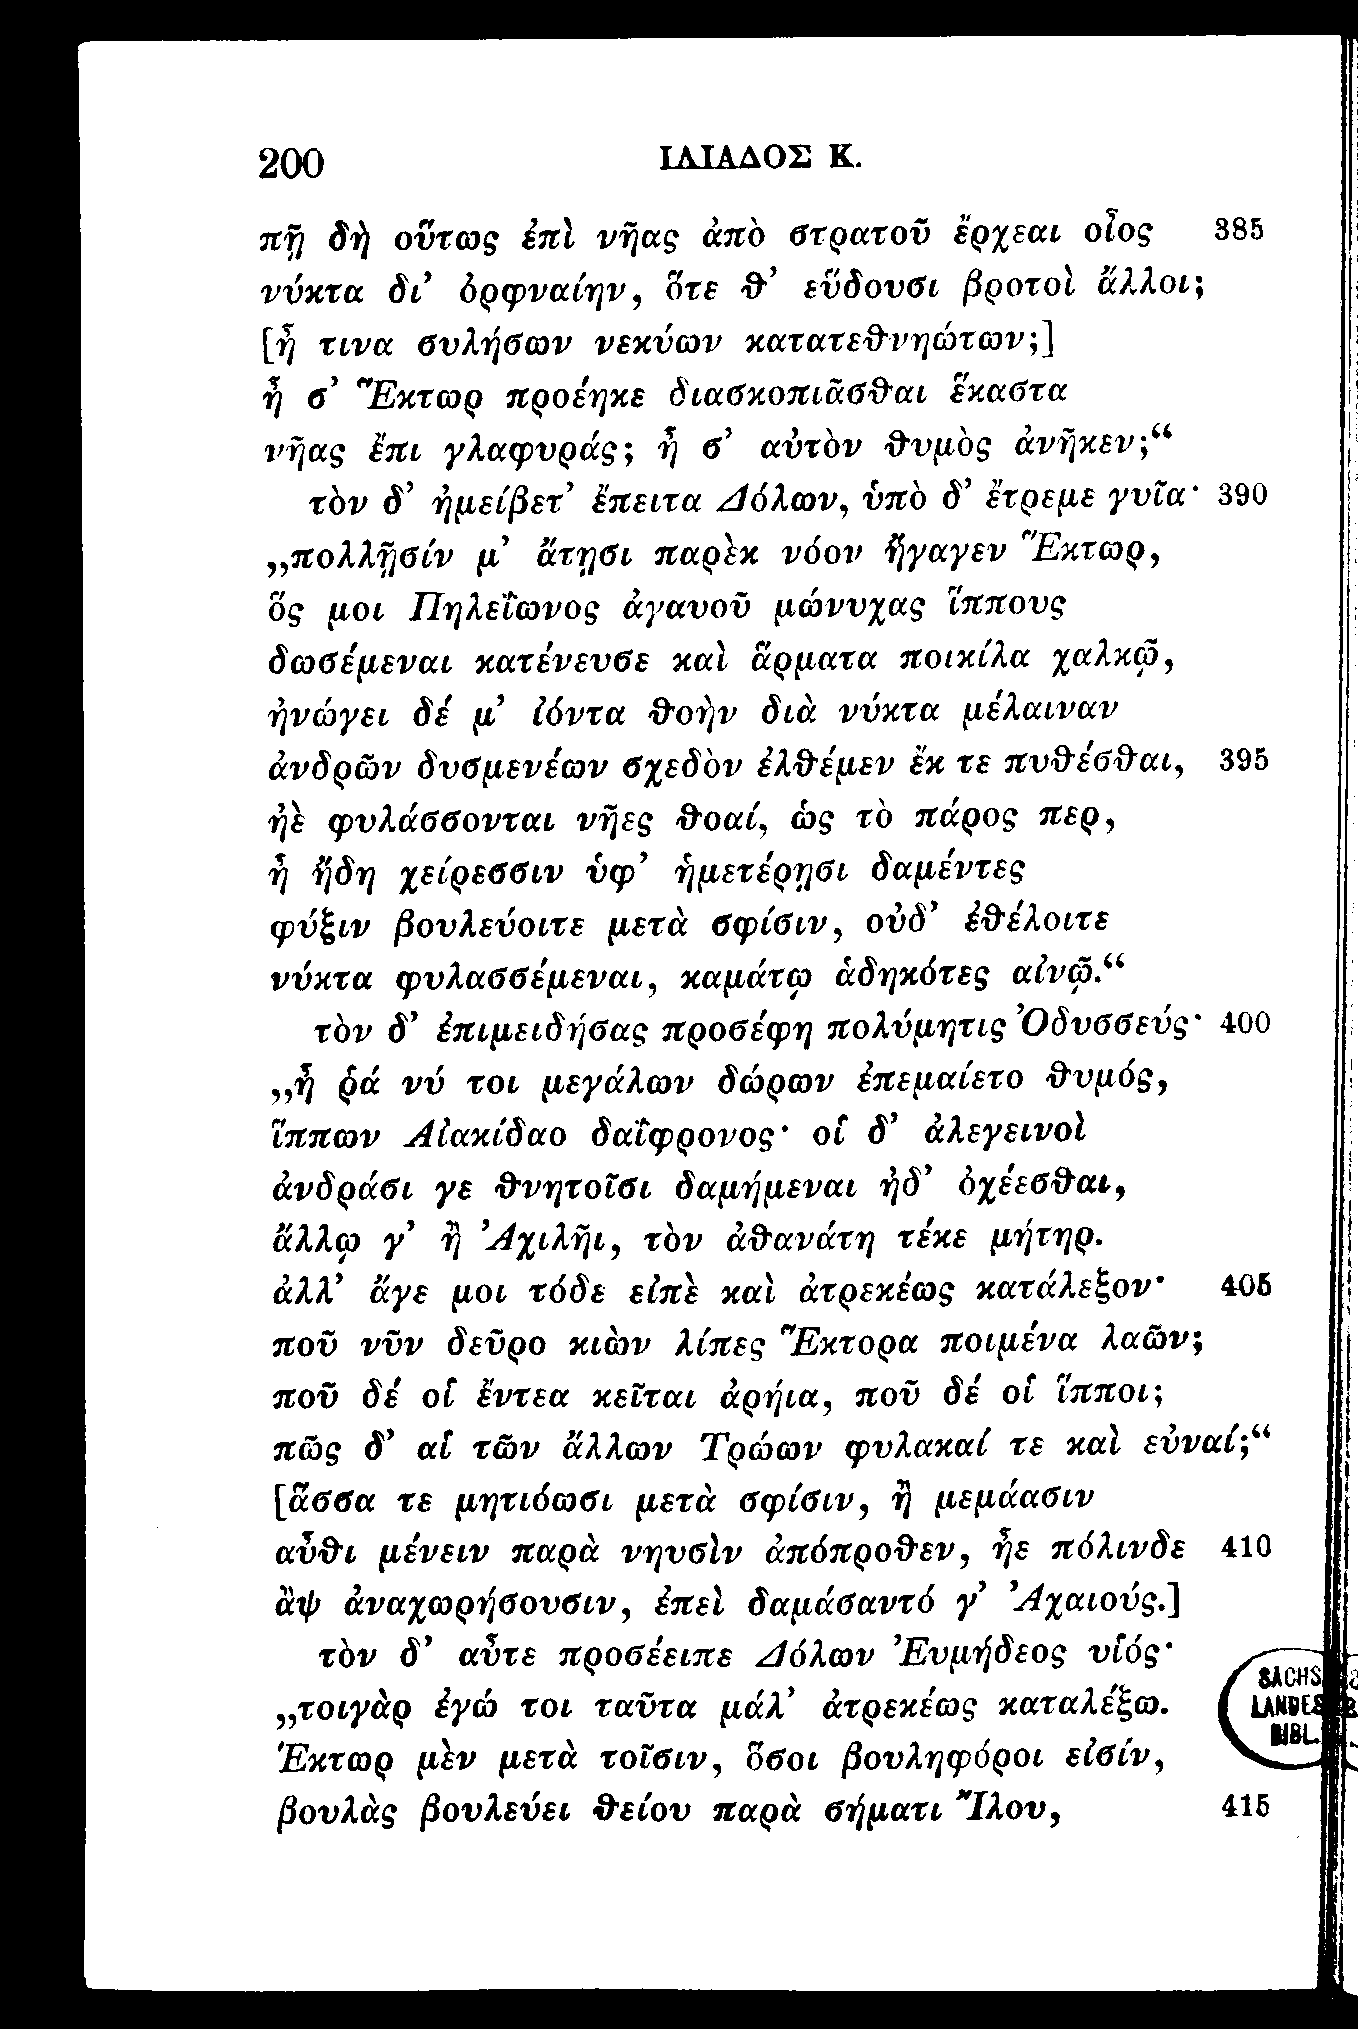 200 ΙΛΙΑΔΟΣ Κ.
πῇ δὴ οὕτως ἐπὶ νῆας ἀπὸ στρατοῦ ἔρχεαι οἶος 385
νύκτα δι’ ὀρφναίην, ὅτε ϑ’ εὕδουσι βροτοὶ ἄλλοι;
[ἦ τινα συλήσων νεκύων κατατεϑνηώτων;]
ἦ σ’ Ἕκτωρ προέηκε διασκοπιᾶσϑαι ἕκαστα
νῆας ἔπι γλαφυράς; ἦ σ’ αὐτὸν ϑυμὸς ἀνῆκεν;“
τὸν δ’ ἠμείβετ’ ἔπειτα Δόλων, ὑπὸ δ’ ἔτρεμε γυῖα· 390
„πολλῇσίν μ’ ἄτῃσι παρὲκ νόον ἤγαγεν Ἕκτωρ,
ὅς μοι Πηλεΐωνος ἀγαυοῦ μώνυχας ἵππους
δωσέμεναι κατένευσε καὶ ἅρματα ποικίλα χαλκῷ,
ἠνώγει δέ μ’ ἰόντα ϑοὴν διὰ νύκτα μέλαιναν
ἀνδρῶν δυσμενέων σχεδὸν ἐλϑέμεν ἔκ τε πυϑέσϑαι, 395
ἠὲ φυλάσσονται νῆες ϑοαί, ὡς τὸ πάρος περ,
ἦ ἤδη χείρεσσιν ὑφ’ ἡμετέρῃσι δαμέντες
φύξιν βουλεύοιτε μετὰ σφίσιν, οὐδ’ ἐϑέλοιτε
νύκτα φυλασσέμεναι, καμάτῳ ἁδηκότες αἰνῷ.“
τὸν δ’ ἐπιμειδήσας προσέφη πολύμητις Ὀδυσσεύς· 400
„ἦ ῥά νύ τοι μεγάλων δώρων ἐπεμαίετο ϑυμός,
ἵππων Αἰακίδαο δαΐφρονος· οἱ δ’ ἀλεγεινοὶ
ἀνδράσι γε ϑνητοῖσι δαμήμεναι ἠδ’ ὀχέεσϑαι,
ἄλλῳ γ’ ἢ Ἀχιλῆι, τὸν ἀϑανάτη τέκε μήτηρ.
ἀλλ’ ἄγε μοι τόδε εἰπὲ καὶ ἀτρεκέως κατάλεξον· 405
ποῦ νῦν δεῦρο κιὼν λίπες Ἕκτορα ποιμένα λαῶν;
ποῦ δέ οἱ ἔντεα κεῖται ἀρήια, ποῦ δέ οἱ ἵπποι;
πῶς δ’ αἱ τῶν ἄλλων Τρώων φυλακαί τε καὶ εὐναί;“
[ἅσσα τε μητιόωσι μετὰ σφίσιν, ἢ μεμάασιν
αὖϑι μένειν παρὰ νηυσὶν ἀπόπροϑεν, ἦε πόλινδε 410
ἂψ ἀναχωρήσουσιν, ἐπεὶ δαμάσαντό γ’ Ἀχαιούς.]
τὸν δ’ αὖτε προσέειπε Δόλων Ἐυμήδεος υἱός·
„τοιγὰρ ἐγώ τοι ταῦτα μάλ’ ἀτρεκέως καταλέξω.
Ἕκτωρ μὲν μετὰ τοῖσιν, ὅσοι βουληφόροι εἰσίν,
βουλὰς βουλεύει ϑείου παρὰ σήματι Ἴλου, 415
SÄCHS
LANDES
BIBL.